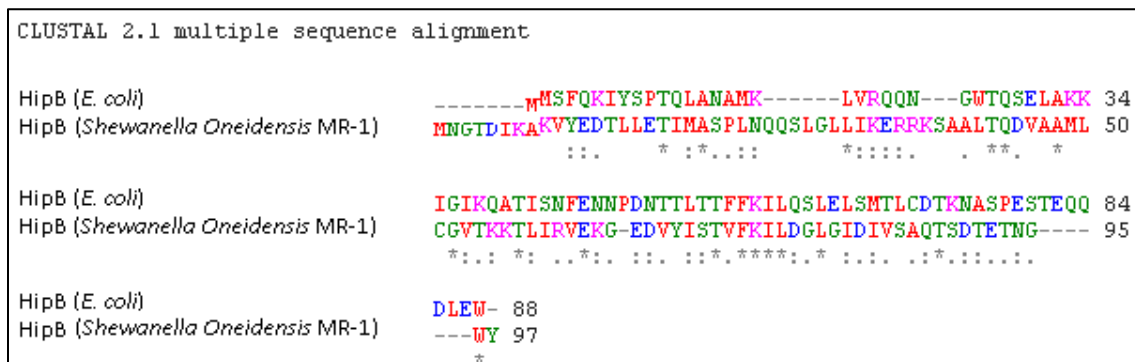 CLUSTAL 2.1 multiple sequence alignment
HipB (E. coli) -------MMSFQKIYSPTQLANAMK------LVRQQN---GWTQSELAKK 34
HipB (Shewanella Oneidensis MR-1) MNGTDIKAKVYEDTLLETIMASPLNQQSLGLLIKERRKSAALTQDVAAML 50
::. * :*..:: *::::. . **. *
HipB (E. coli) IGIKQATISNFENNPDNTTLTTFFKILQSLELSMTLCDTKNASPESTEQQ 84
HipB (Shewanella Oneidensis MR-1) CGVTKKTLIRVEKG-EDVYISTVFKILDGLGIDIVSAQTSDTETNG---- 95
*:.: *: ..*:. ::. ::*.****:.* :.:. .:*.::..:.
HipB (E. coli) DLEW- 88
HipB (Shewanella Oneidensis MR-1) ---WY 97
*